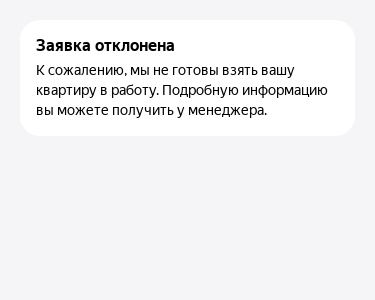 Заявка отклонена
К сожалению, мы не готовы взять вашу
квартиру в работу. Подробную информацию
вы можете получить у менеджера.